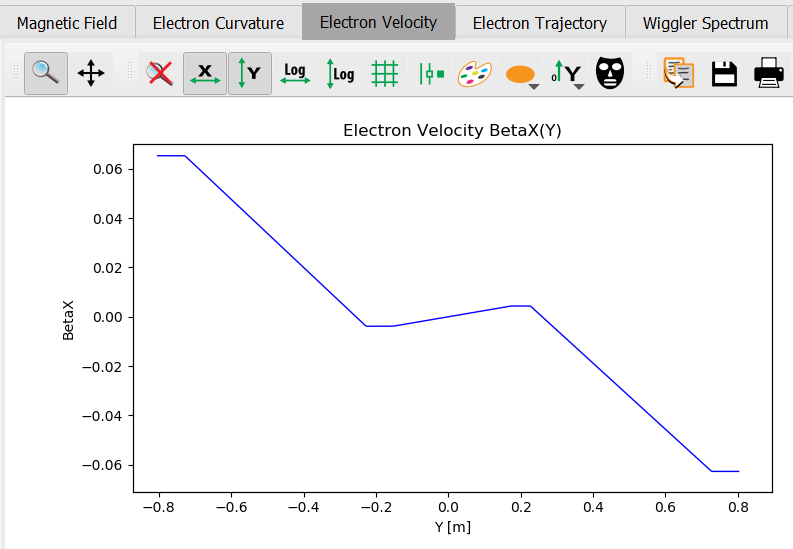 Magnetic Field Electron Curvature Electron Velocity Electron Trajectory Wiggler Spectrum
X Y Log Log 0 Y
Electron Velocity BetaX(Y)
0.06
0.04
0.02
0.00
−0.02
−0.04
−0.06
BetaX
−0.8 −0.6 −0.4 −0.2 0.0 0.2 0.4 0.6 0.8
Y [m]